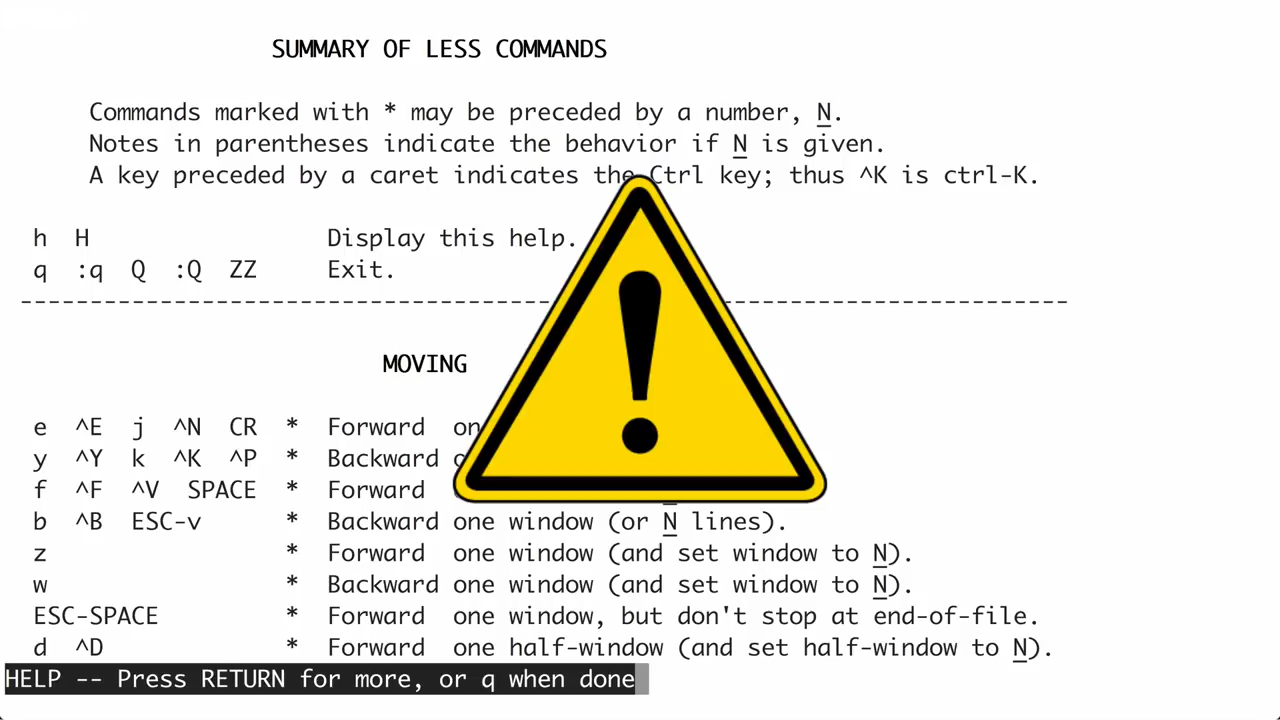 SUMMARY OF LESS COMMANDS
Commands marked with * may be preceded by a number, N.
Notes in parentheses indicate the behavior if N is given.
A key preceded by a caret indicates the Ctrl key; thus ^K is ctrl-K.
h H Display this help.
q :q Q :Q ZZ Exit.
--------------------------------------- -------------------------
MOVING
e ^E j ^N CR * Forward
y ^Y k ^K ^P * Backward
f ^F ^V SPACE * Forward
b ^B ESC-v * Backward one window (or N lines).
z * Forward one window (and set window to N).
w * Backward one window (and set window to N).
ESC-SPACE * Forward one window, but don't stop at end-of-file.
d ^D * Forward one half-window (and set half-window to N).
HELP -- Press RETURN for more, or q when done